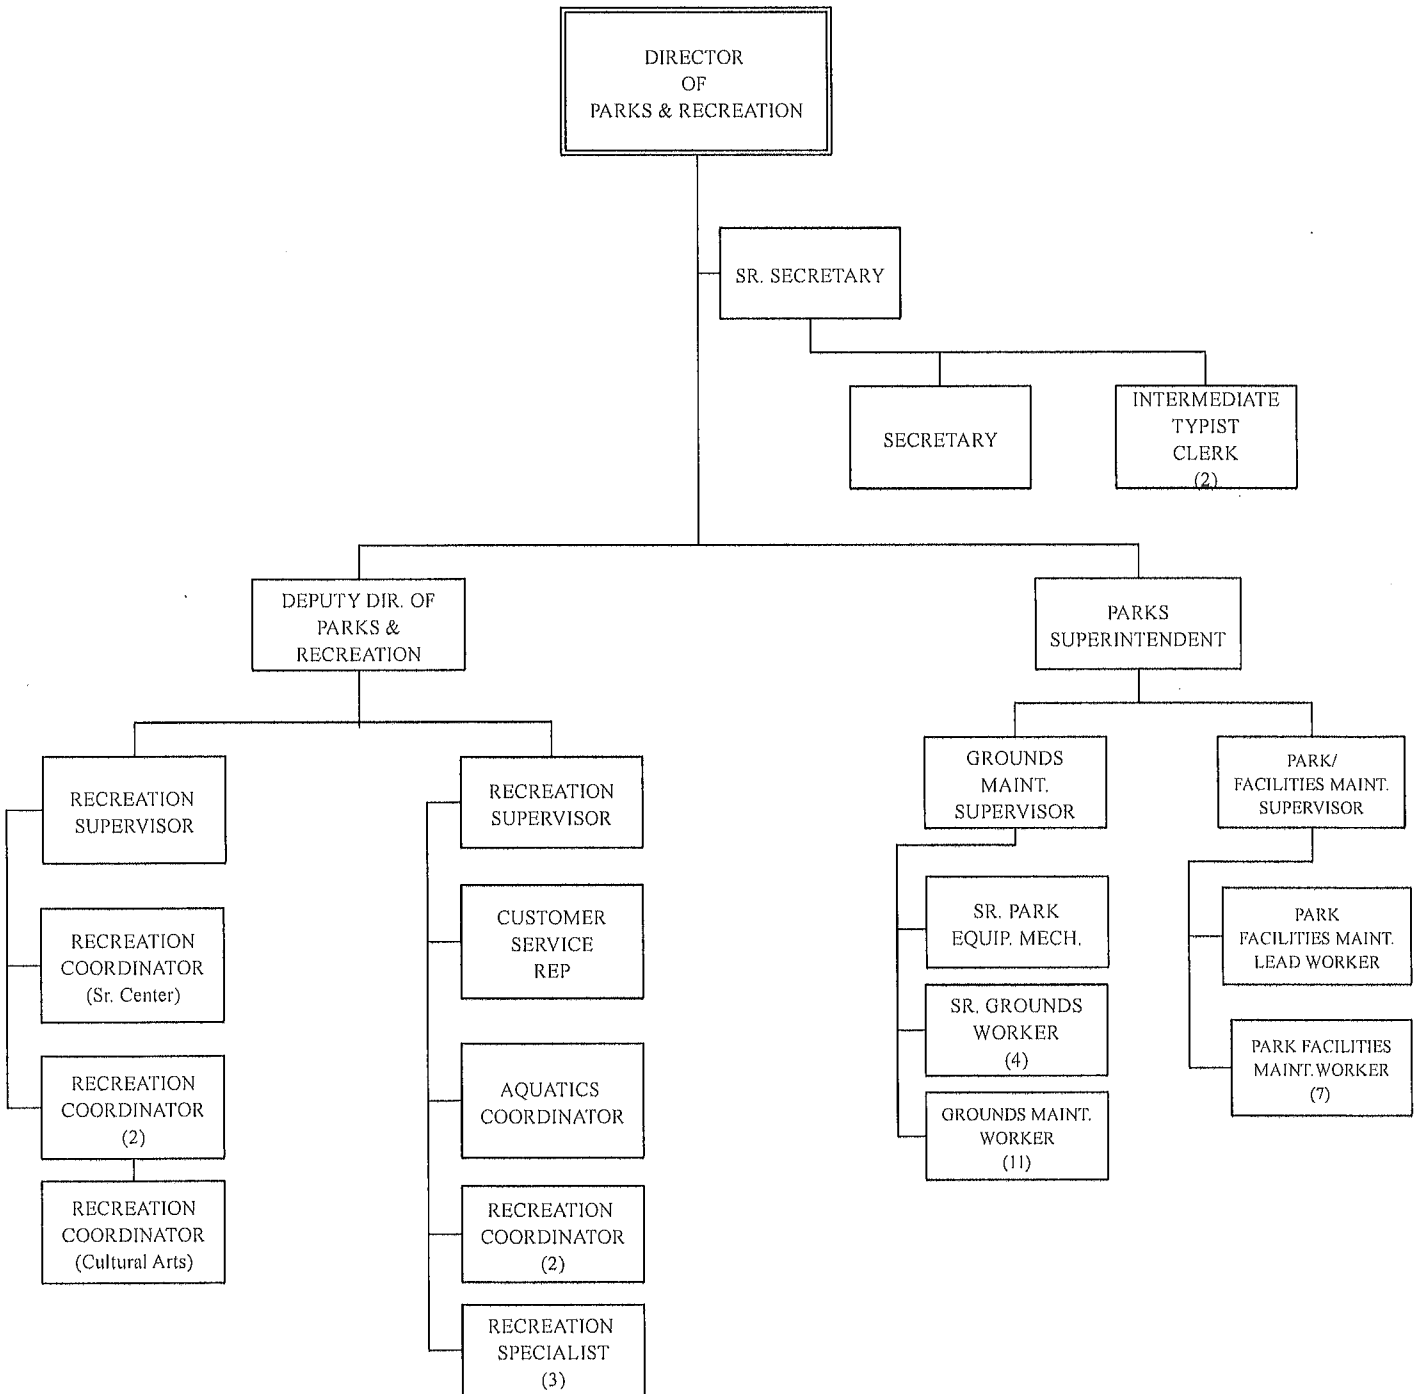 DIRECTOR
OF
PARKS & RECREATION
SR. SECRETARY
SECRETARY
INTERMEDIATE
TYPIST
CLERK
(2)
DEPUTY DIR. OF
PARKS &
RECREATION
PARKS
SUPERINTENDENT
RECREATION
SUPERVISOR
RECREATION
COORDINATOR
(Sr. Center)
RECREATION
COORDINATOR
(2)
RECREATION
COORDINATOR
(Cultural Arts)
RECREATION
SUPERVISOR
CUSTOMER
SERVICE
REP
AQUATICS
COORDINATOR
RECREATION
COORDINATOR
(2)
RECREATION
SPECIALIST
(3)
GROUNDS
MAINT.
SUPERVISOR
SR. PARK
EQUIP. MECH.
SR. GROUNDS
WORKER
(4)
GROUNDS MAINT.
WORKER
(11)
PARK/
FACILITIES MAINT.
SUPERVISOR
PARK
FACILITIES MAINT.
LEAD WORKER
PARK FACILITIES
MAINT. WORKER
(7)